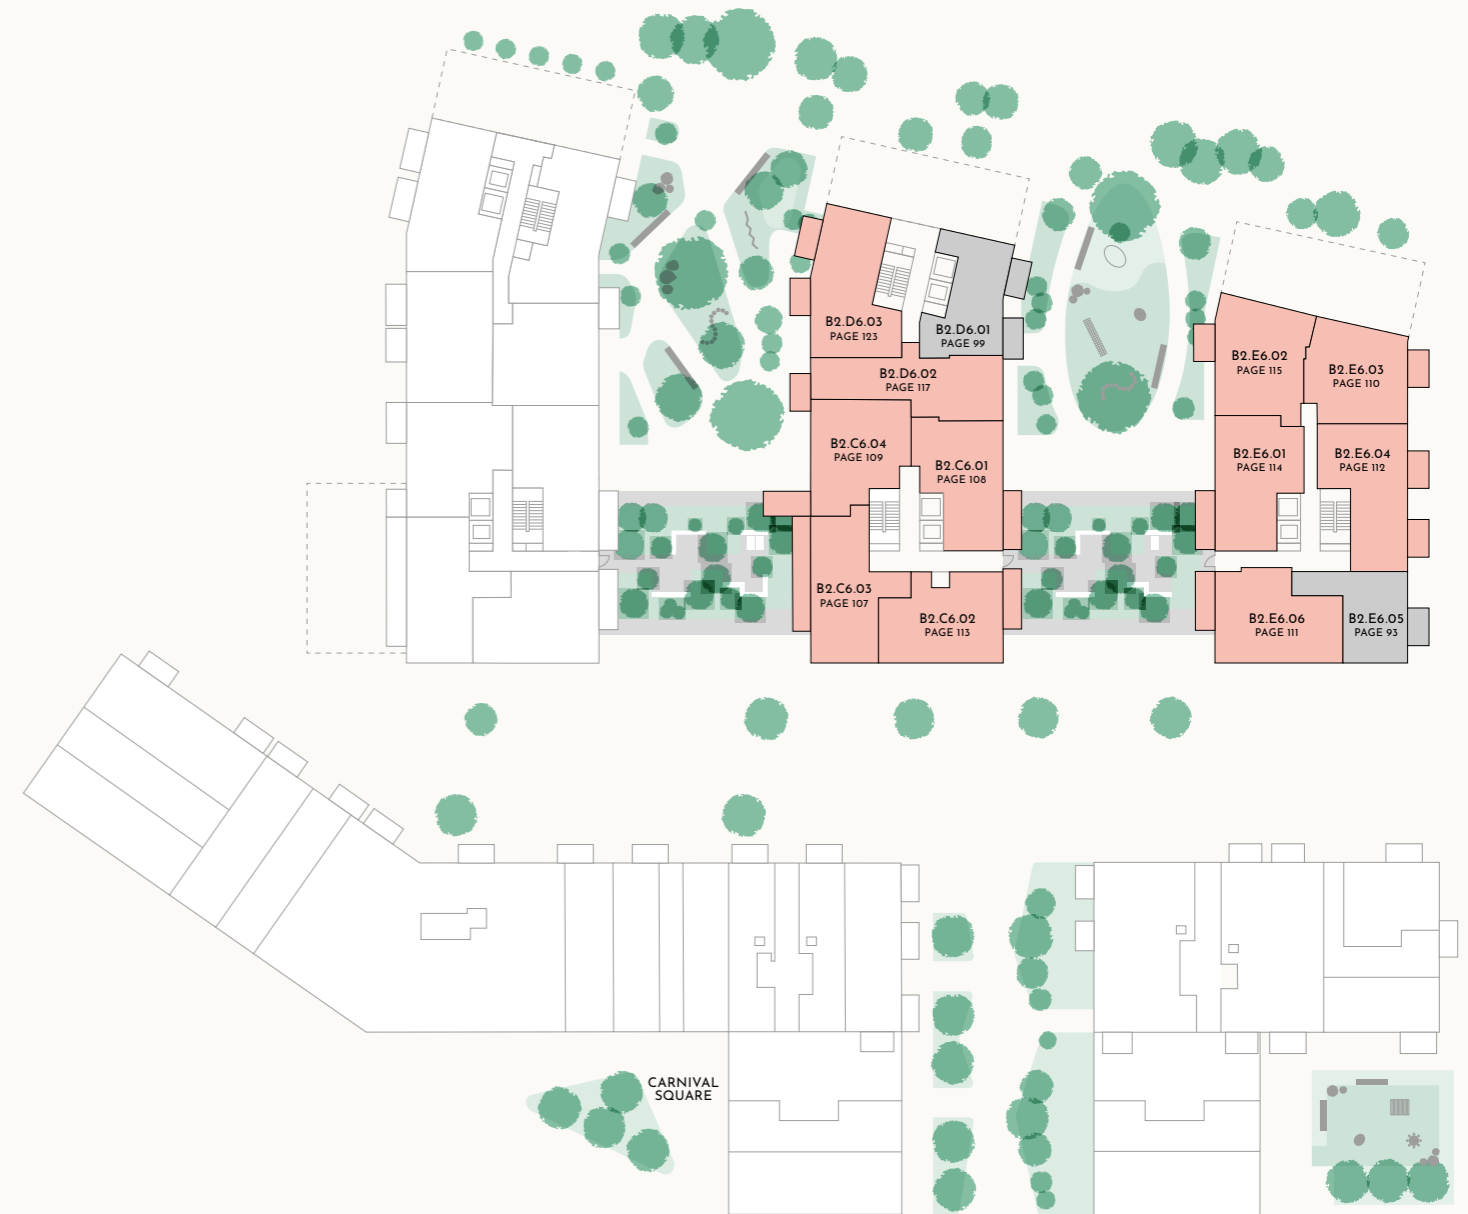 B2.D6.03
PAGE 123
B2.D6.01
PAGE 99
B2.D6.02
PAGE 117
B2.C6.04
PAGE 109
B2.C6.01
PAGE 108
B2.C6.03
PAGE 107
B2.C6.02
PAGE 113
B2.E6.02
PAGE 115
B2.E6.03
PAGE 110
B2.E6.01
PAGE 114
B2.E6.04
PAGE 112
B2.E6.06
PAGE 111
B2.E6.05
PAGE 93
CARNIVAL
SQUARE